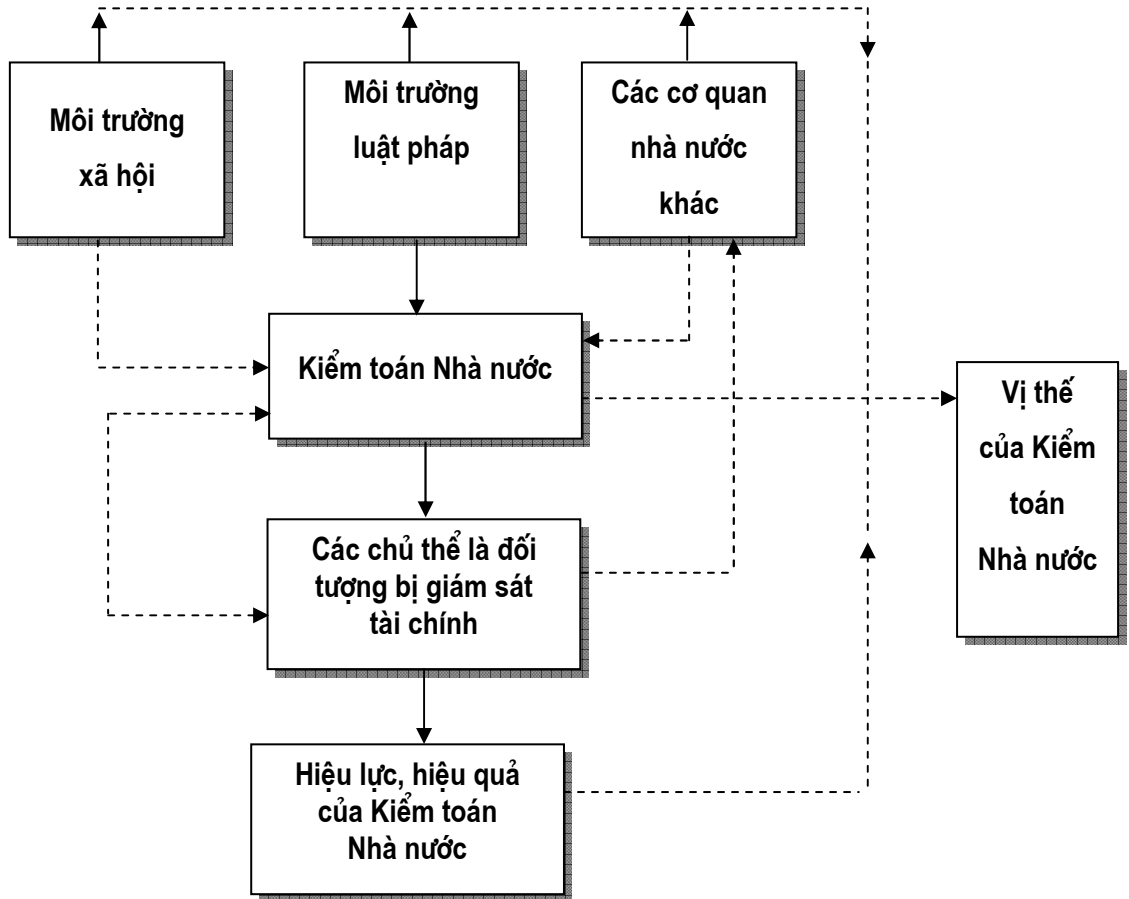 Môi trường
xã hội
Môi trường
luật pháp
Các cơ quan
nhà nước
khác
Kiểm toán Nhà nước
Vị thế
của Kiểm
toán
Nhà nước
Các chủ thể là đối
tượng bị giám sát
tài chính
Hiệu lực, hiệu quả
của Kiểm toán
Nhà nước